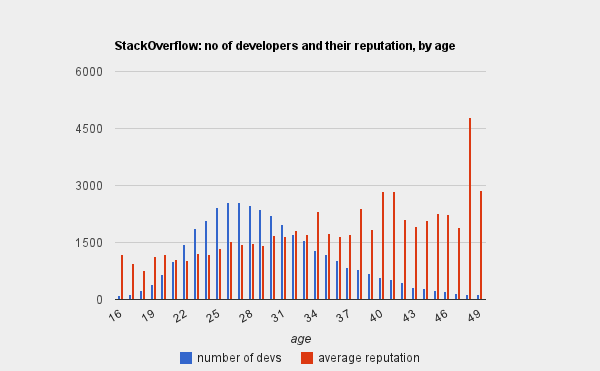 StackOverflow: no of developers and their reputation, by age
6000
4500
3000
1500
0
16 19 22 25 28 31 34 37 40 43 46 49
age
number of devs average reputation